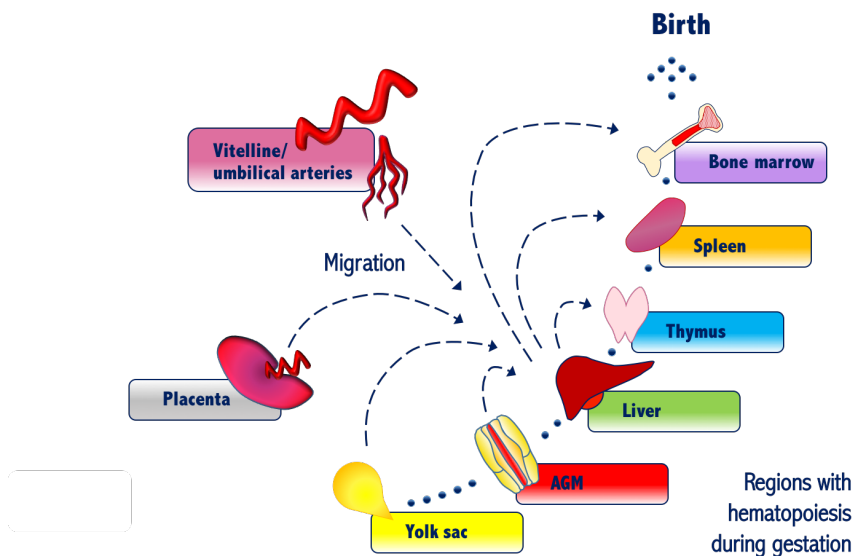 Birth
Vitelline/
umbilical arteries
Bone marrow
Spleen
Migration
Thymus
Placenta
Liver
AGM
Yolk sac
Regions with
hematopoiesis
during gestation